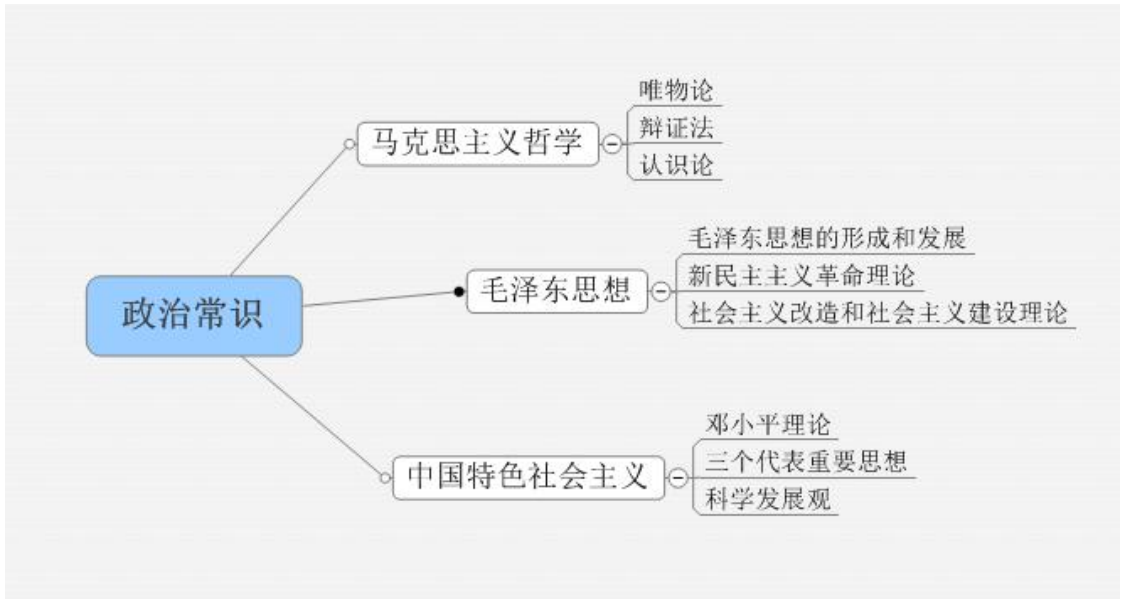 政治常识
马克思主义哲学
唯物论
辩证法
认识论
毛泽东思想
毛泽东思想的形成和发展
新民主主义革命理论
社会主义改造和社会主义建设理论
中国特色社会主义
邓小平理论
三个代表重要思想
科学发展观